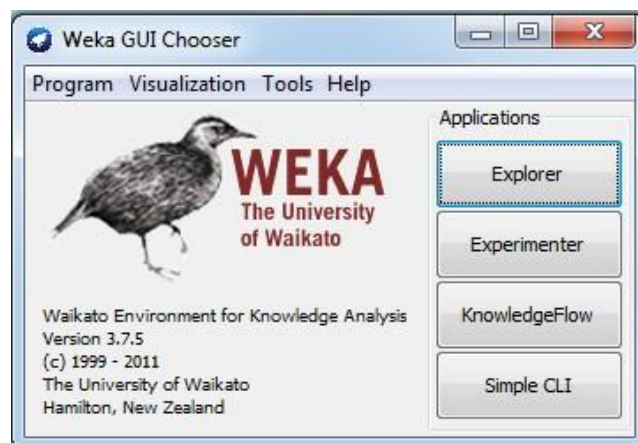 Weka GUI Chooser
Program Visualization Tools Help
Applications
WEKA
The University
of Waikato
Explorer
Experimenter
KnowledgeFlow
Simple CLI
Waikato Environment for Knowledge Analysis
Version 3.7.5
(c) 1999 - 2011
The University of Waikato
Hamilton, New Zealand